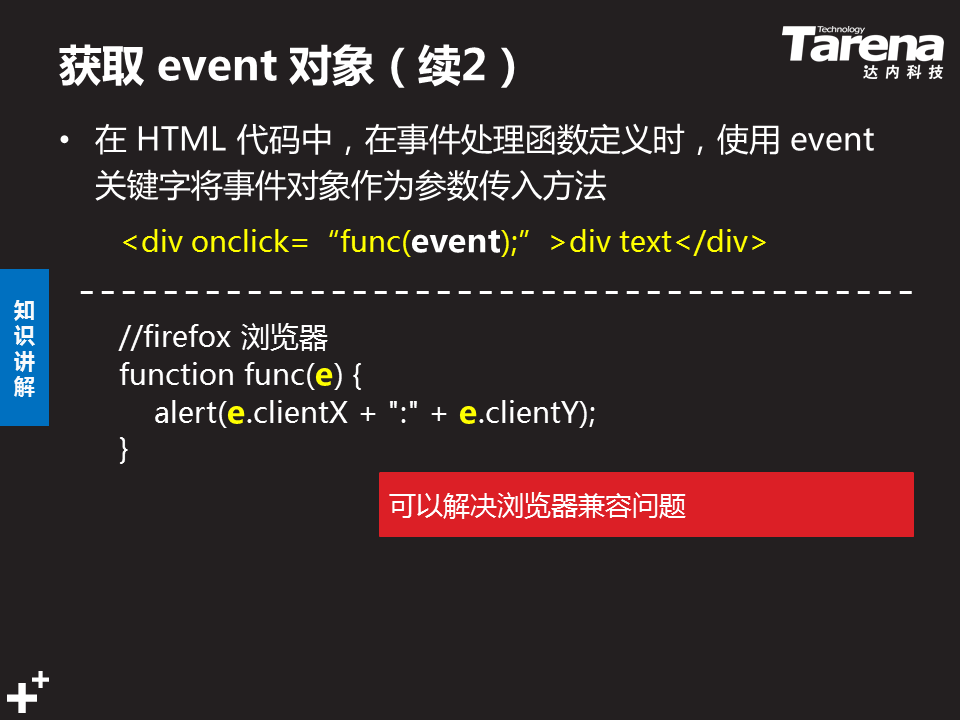 获取 event 对象（续2）
Technology
Tarena
达内科技
• 在 HTML 代码中，在事件处理函数定义时，使用 event
关键字将事件对象作为参数传入方法
<div onclick=“func(event);”>div text</div>
知识讲解
//firefox 浏览器
function func(e) {
alert(e.clientX + ":" + e.clientY);
}
可以解决浏览器兼容问题